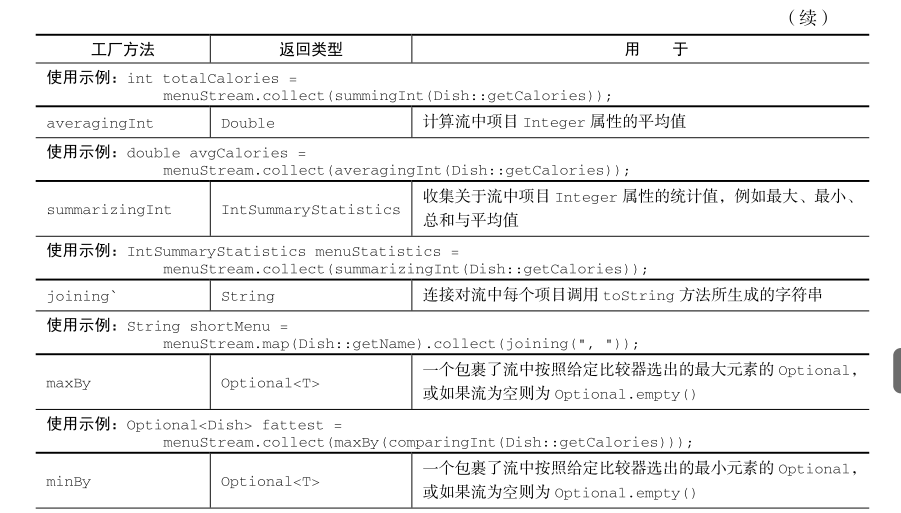 （续）
工厂方法 返回类型 用 于
使用示例：int totalCalories =
menuStream.collect(summingInt(Dish::getCalories));
averagingInt Double 计算流中项目 Integer 属性的平均值
使用示例：double avgCalories =
menuStream.collect(averagingInt(Dish::getCalories));
收集关于流中项目 Integer 属性的统计值，例如最大、最小、
summarizingInt IntSummaryStatistics
总和与平均值
使用示例：IntSummaryStatistics menuStatistics =
menuStream.collect(summarizingInt(Dish::getCalories));
joining` String 连接对流中每个项目调用 toString 方法所生成的字符串
使用示例：String shortMenu =
menuStream.map(Dish::getName).collect(joining(", "));
一个包裹了流中按照给定比较器选出的最大元素的 Optional，
maxBy Optional<T>
或如果流为空则为 Optional.empty()
使用示例：Optional<Dish> fattest =
menuStream.collect(maxBy(comparingInt(Dish::getCalories)));
一个包裹了流中按照给定比较器选出的最小元素的 Optional，
minBy Optional<T>
或如果流为空则为 Optional.empty()